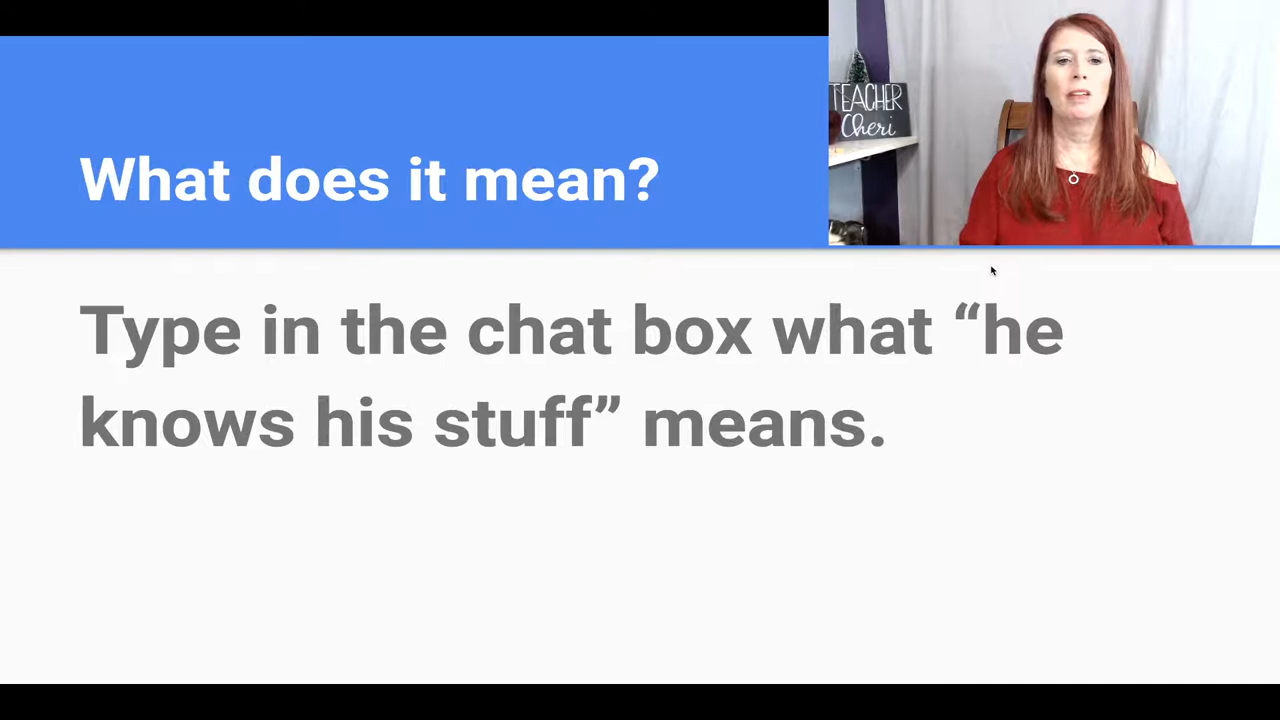 What does it mean?
TEACHER
Cheri
Type in the chat box what “he
knows his stuff” means.